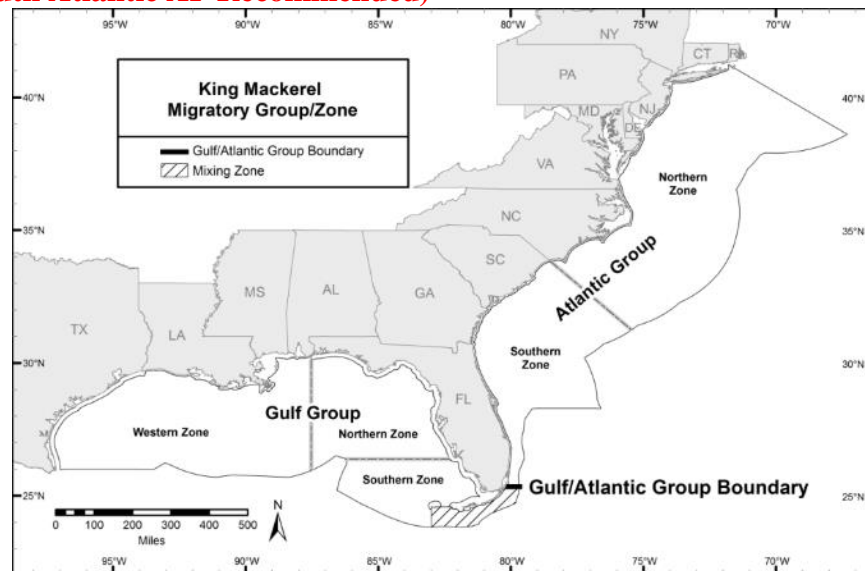 Atlantic AP Recommended)
95°W 90°W 85°W 80°W 75°W 70°W
King Mackerel
Migratory Group/Zone
Gulf/Atlantic Group Boundary
Mixing Zone
NY
CT
PA
NJ
MD
DE
VA
NC
SC
TX
LA
MS
AL
GA
FL
40°N 40°N
35°N 35°N
30°N 30°N
25°N 25°N
Northern Zone
Atlantic Group
Southern Zone
Gulf Group
Western Zone
Northern Zone
Southern Zone
Gulf/Atlantic Group Boundary
0 100 200 300 400 500
Miles
N
95°W 90°W 85°W 80°W 75°W 70°W